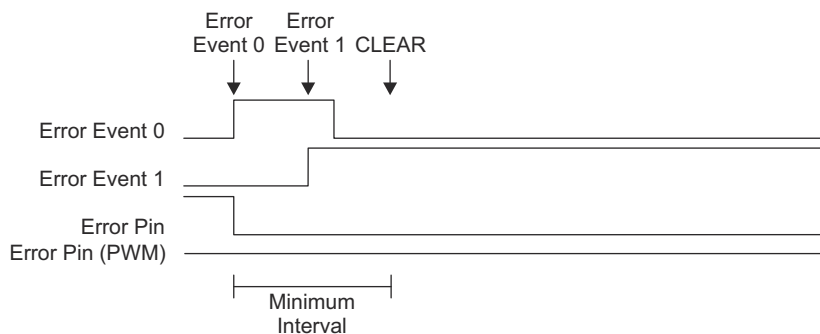 Error Event 0
Error Event 1
CLEAR
Error Event 0
Error Event 1
Error Pin
Error Pin (PWM)
Minimum
Interval